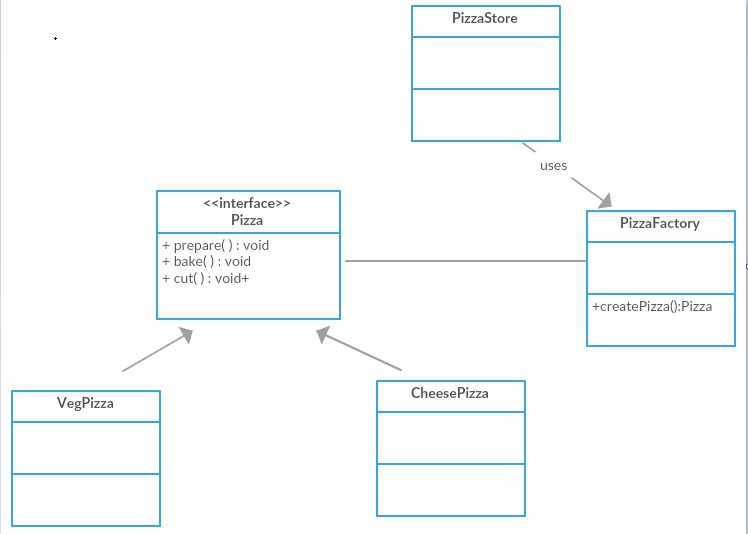 PizzaStore
uses
<<interface>>
Pizza
+ prepare( ) : void
+ bake( ) : void
+ cut( ) : void+
PizzaFactory
+createPizza():Pizza
VegPizza
CheesePizza